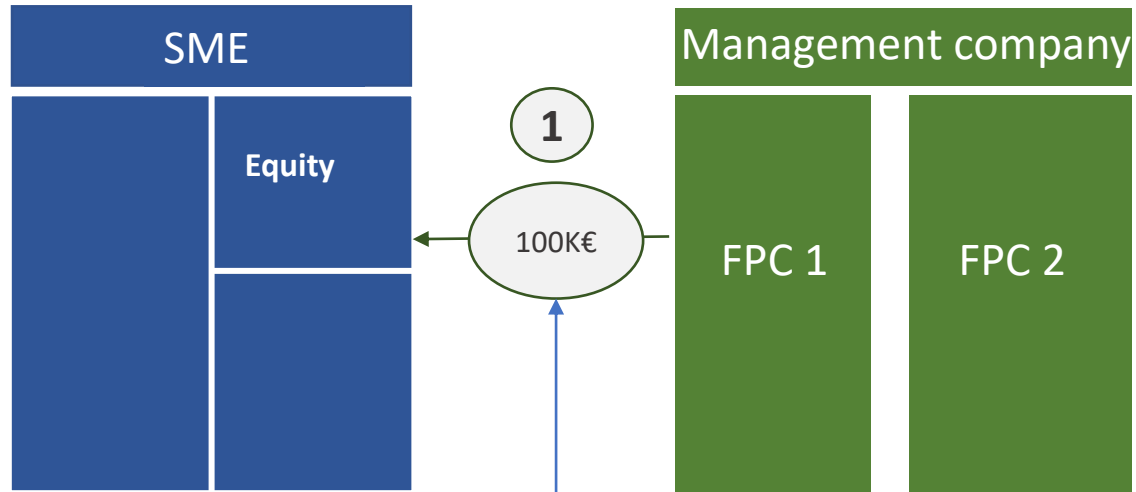 SME
Management company
1
Equity
100K€
FPC 1
FPC 2